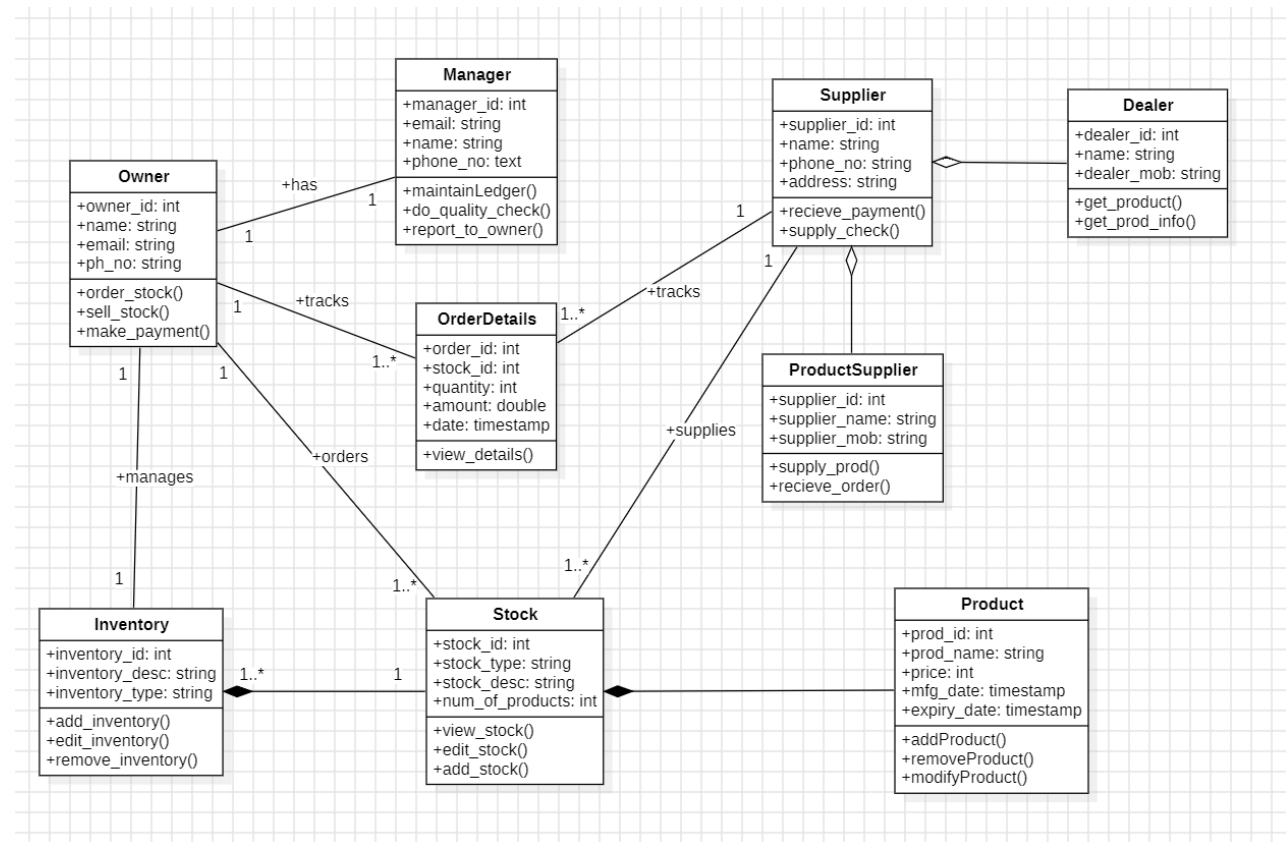 Manager
+manager_id: int
+email: string
+name: string
+phone_no: text
+maintainLedger()
+do_quality_check()
+report_to_owner()
Supplier
+supplier_id: int
+name: string
+phone_no: string
+address: string
+recieve_payment()
+supply_check()
Dealer
+dealer_id: int
+name: string
+dealer_mob: string
+get_product()
+get_prod_info()
Owner
+owner_id: int
+name: string
+email: string
+ph_no: string
+order_stock()
+sell_stock()
+make_payment()
+has
1
1
+tracks
1
1..*
OrderDetails
+order_id: int
+stock_id: int
+quantity: int
+amount: double
+date: timestamp
+view_details()
1
+tracks
1..*
1
+supplies
1..*
ProductSupplier
+supplier_id: int
+supplier_name: string
+supplier_mob: string
+supply_prod()
+recieve_order()
1
+manages
1
1
+orders
1..*
Inventory
+inventory_id: int
+inventory_desc: string
+inventory_type: string
+add_inventory()
+edit_inventory()
+remove_inventory()
1..*
1
Stock
+stock_id: int
+stock_type: string
+stock_desc: string
+num_of_products: int
+view_stock()
+edit_stock()
+add_stock()
Product
+prod_id: int
+prod_name: string
+price: int
+mfg_date: timestamp
+expiry_date: timestamp
+addProduct()
+removeProduct()
+modifyProduct()